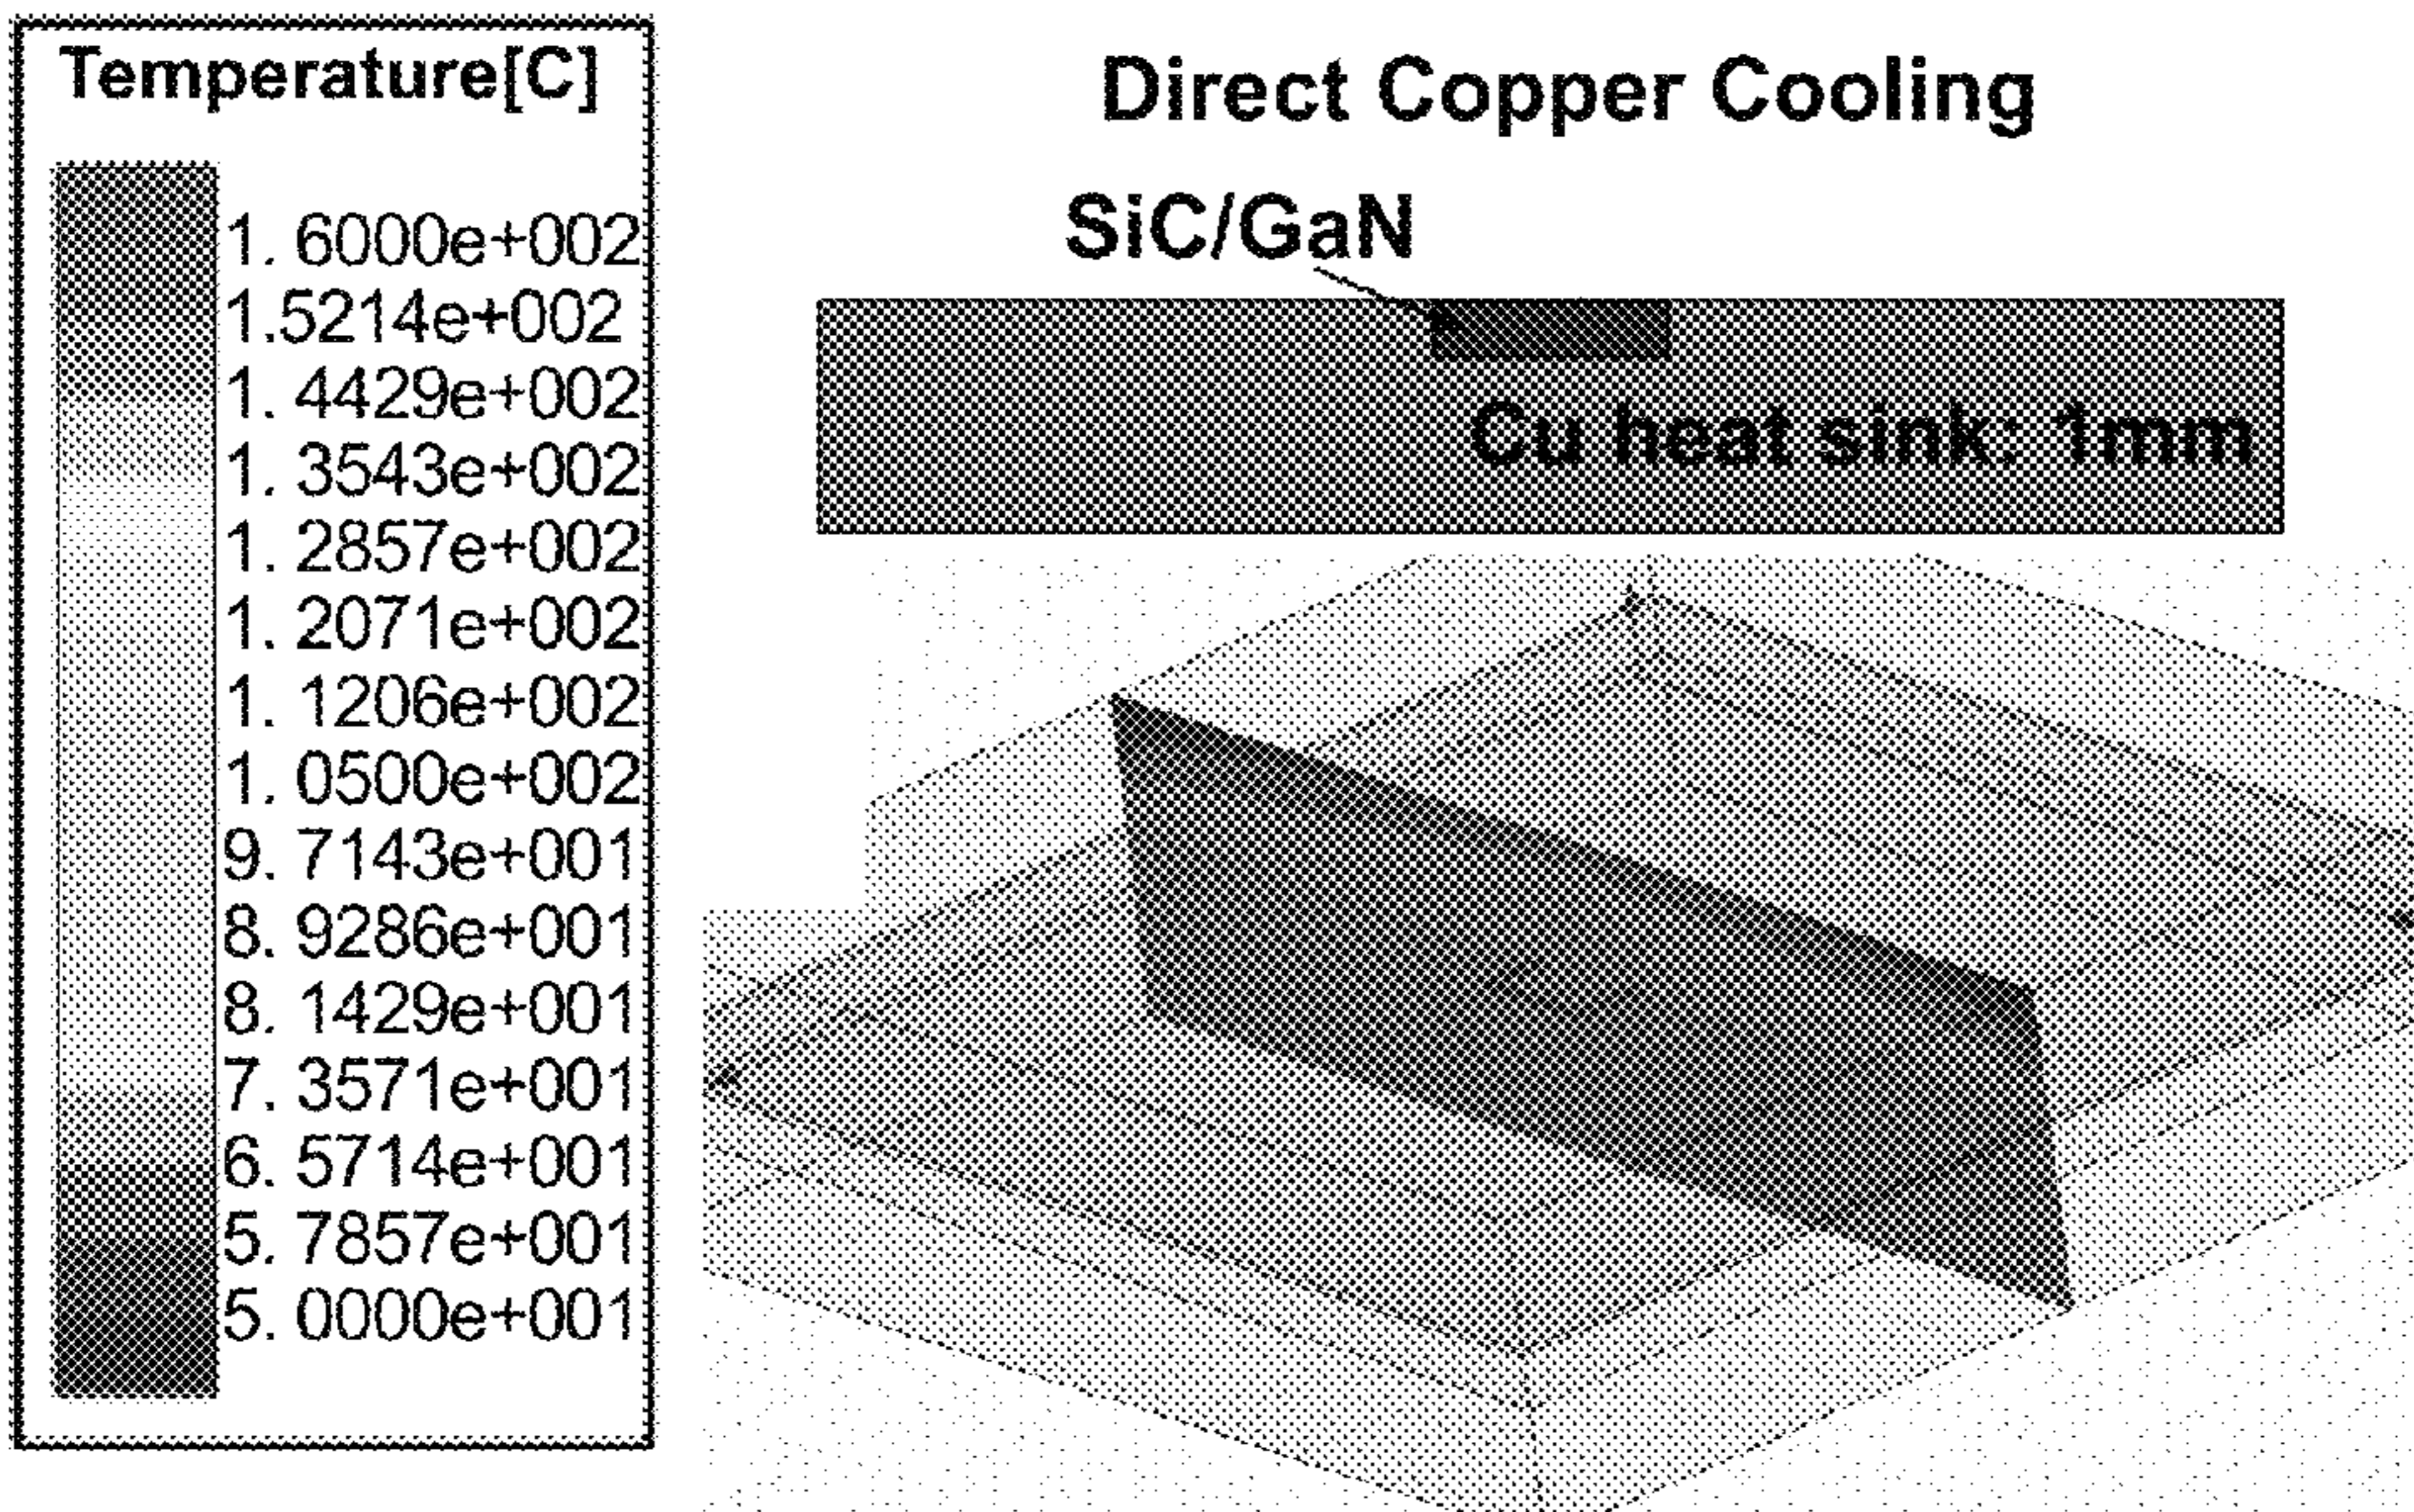 Temperature[C]
1. 6000e+002
1.5214e+002
1. 4429e+002
1. 3543e+002
1. 2857e+002
1. 2071e+002
1. 1206e+002
1. 0500e+002
9. 7143e+001
8. 9286e+001
8. 1429e+001
7. 3571e+001
6. 5714e+001
5. 7857e+001
5. 0000e+001
Direct Copper Cooling
SiC/GaN
Cu heat sink: 1mm